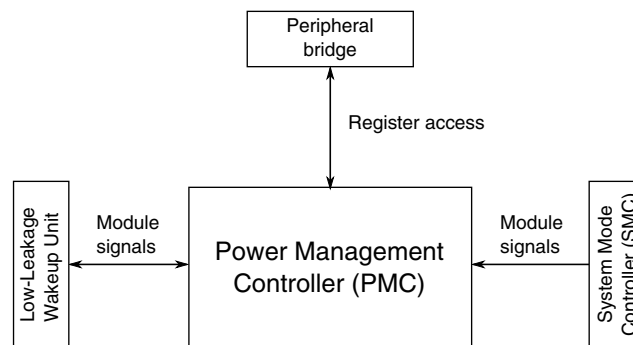 Peripheral
bridge
Register access
Low-Leakage
Wakeup Unit
Module
signals
Power Management
Controller (PMC)
Module
signals
System Mode
Controller (SMC)